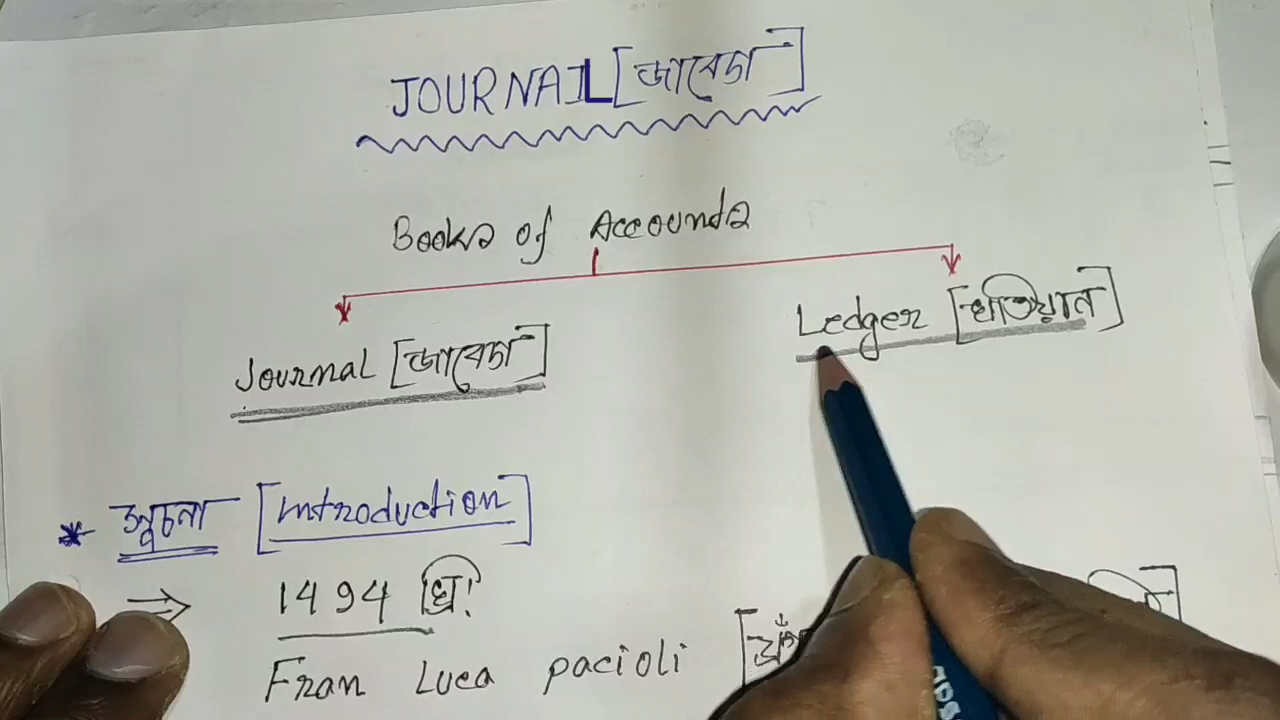 JOURNAL [জাবেদা]
Books of Accounts
Journal [জাবেদা]
Ledger [খতিয়ান]
* সূচনা [Introduction]
⇒ 1494 খ্রি!
Fran Luca pacioli [